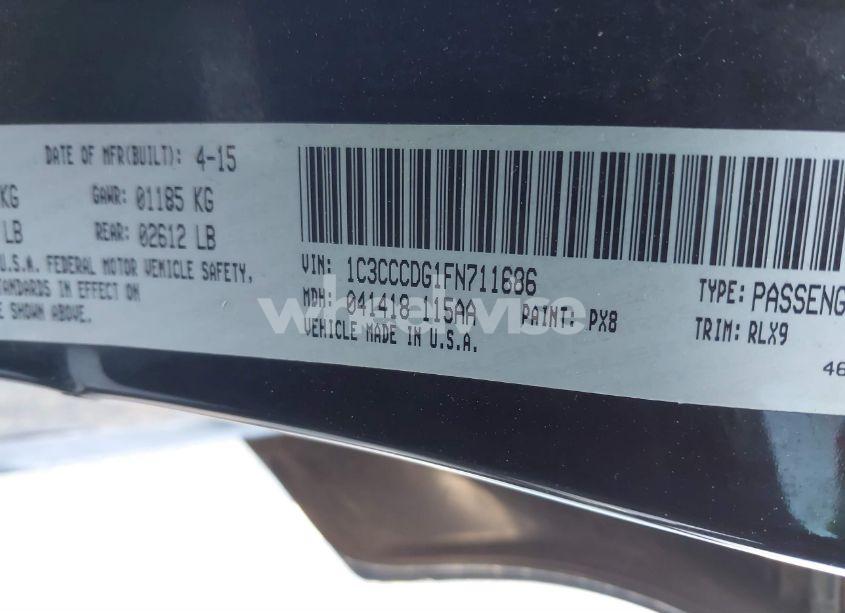 DATE OF MFR(BUILT): 4-15
KG GAWR: 01185 KG
LB REAR: 02612 LB
U.S.A. FEDERAL MOTOR VEHICLE SAFETY,
STANDARDS IN EFFECT ON
SHOWN ABOVE.
VIN: 1C3CCCDG1FN711686
MDH: 041418 115AA PAINT: PX8
VEHICLE MADE IN U.S.A.
TYPE: PASSENG
TRIM: RLX9
46
wheelwise